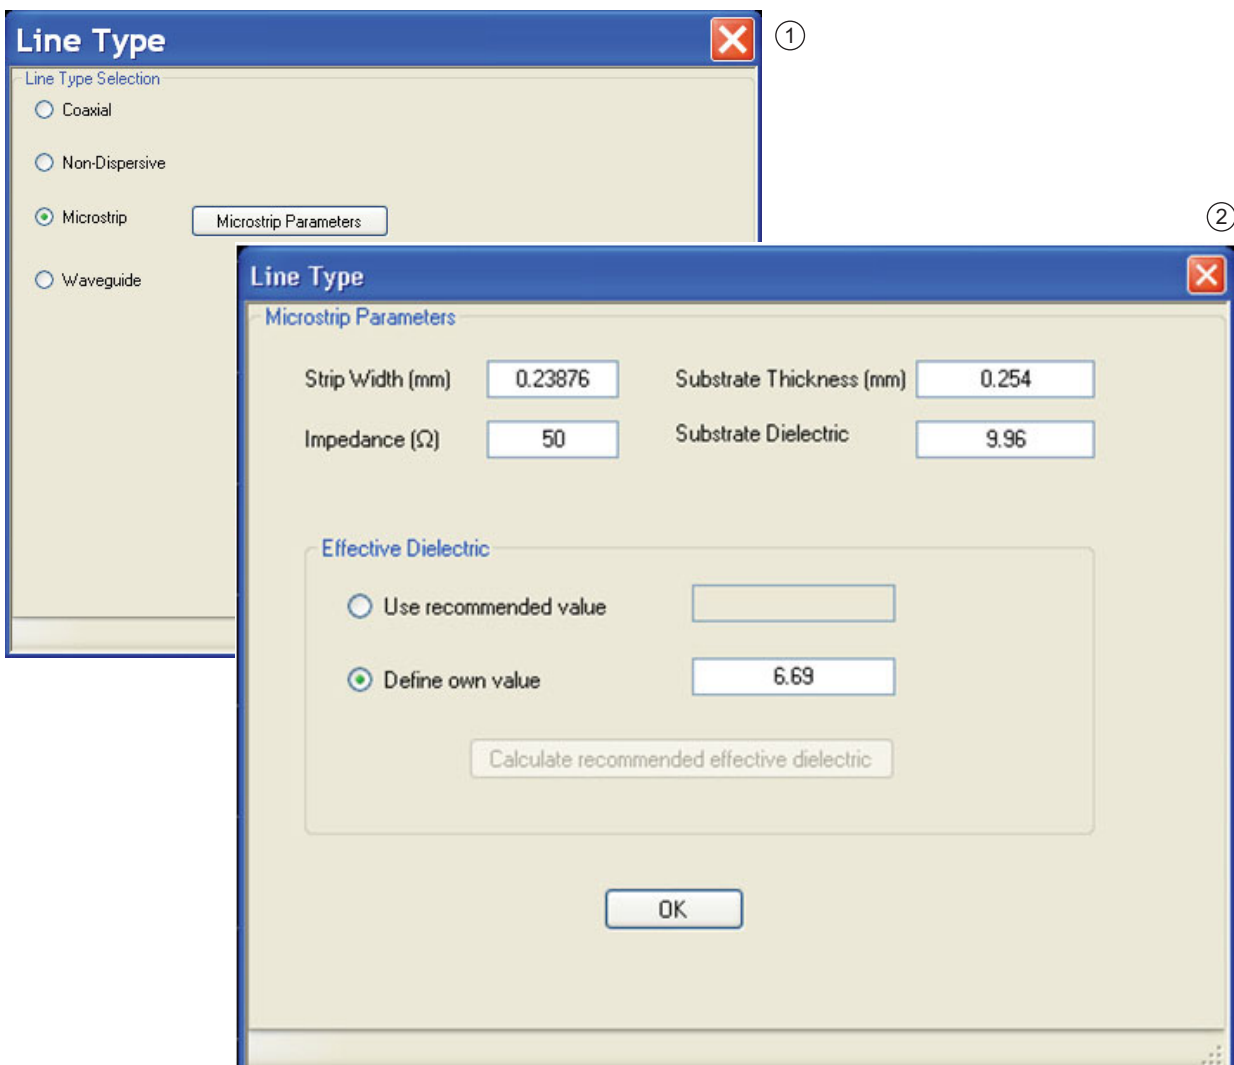 Line Type
①
Line Type Selection
Coaxial
Non-Dispersive
Microstrip
Microstrip Parameters
Waveguide
②
Line Type
Microstrip Parameters
Strip Width (mm) 0.23876 Substrate Thickness (mm) 0.254
Impedance (Ω) 50 Substrate Dielectric 9.96
Effective Dielectric
Use recommended value
Define own value 6.69
Calculate recommended effective dielectric
OK